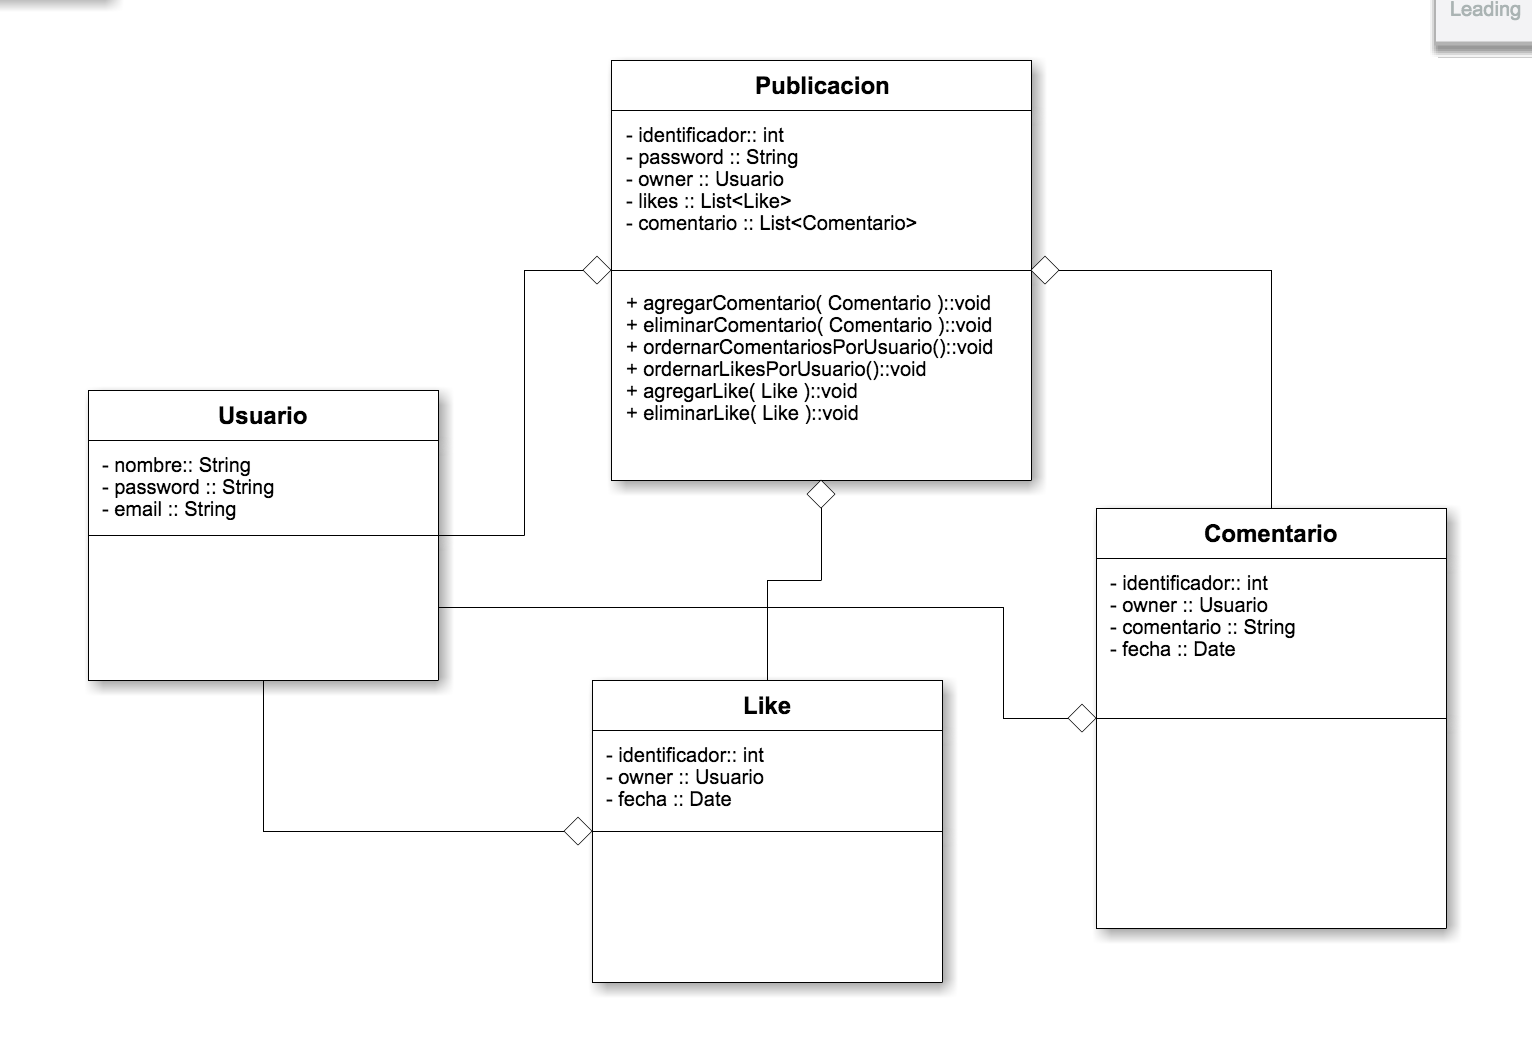 Leading
Publicacion
- identificador:: int
- password :: String
- owner :: Usuario
- likes :: List<Like>
- comentario :: List<Comentario>
+ agregarComentario( Comentario )::void
+ eliminarComentario( Comentario )::void
+ ordernarComentariosPorUsuario()::void
+ ordernarLikesPorUsuario()::void
+ agregarLike( Like )::void
+ eliminarLike( Like )::void
Usuario
- nombre:: String
- password :: String
- email :: String
Comentario
- identificador:: int
- owner :: Usuario
- comentario :: String
- fecha :: Date
Like
- identificador:: int
- owner :: Usuario
- fecha :: Date